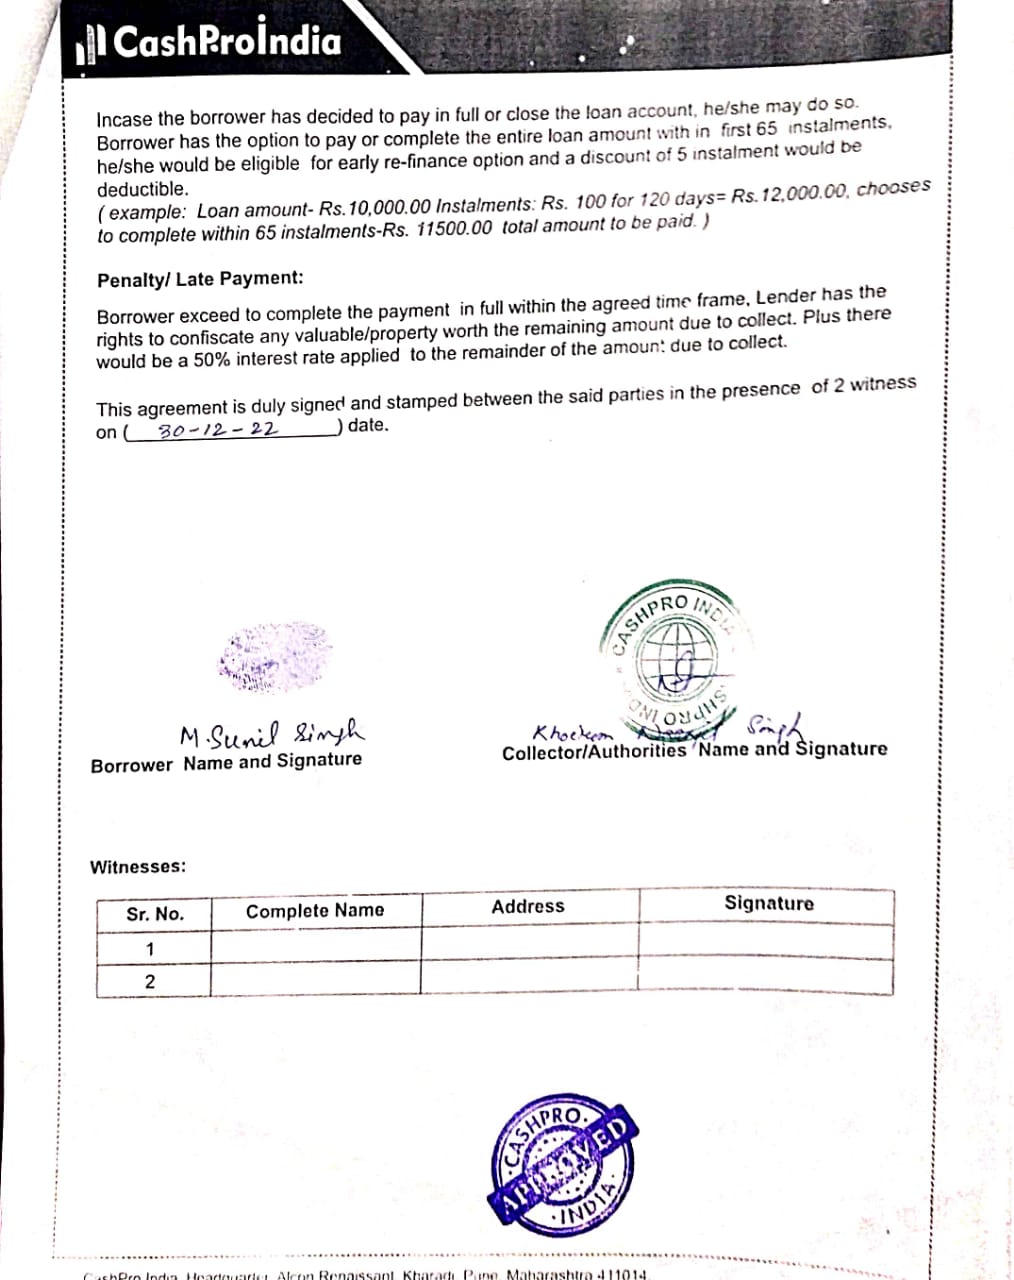 CashProİndia
Incase the borrower has decided to pay in full or close the loan account, he/she may do so.
Borrower has the option to pay or complete the entire loan amount with in first 65 instalments,
he/she would be eligible for early re-finance option and a discount of 5 instalment would be
deductible.
( example: Loan amount- Rs.10,000.00 Instalments: Rs. 100 for 120 days= Rs.12,000.00, chooses
to complete within 65 instalments-Rs. 11500.00 total amount to be paid. )
Penalty/ Late Payment:
Borrower exceed to complete the payment in full within the agreed time frame, Lender has the
rights to confiscate any valuable/property worth the remaining amount due to collect. Plus there
would be a 50% interest rate applied to the remainder of the amount due to collect.
This agreement is duly signed and stamped between the said parties in the presence of 2 witness
on ( 30-12-22 ) date.
CASHPRO INDIA
CASHPRO INDIA
M. Sunil Singh
Singh
Borrower Name and Signature
Collector/Authorities Name and Signature
Witnesses:
Sr. No. Complete Name Address Signature
1
2
CASHPRO
APPROVED
INDIA
CashPro India, Headquarter, Alcon Renaissant, Kharadi, Pune, Maharashtra 411014.